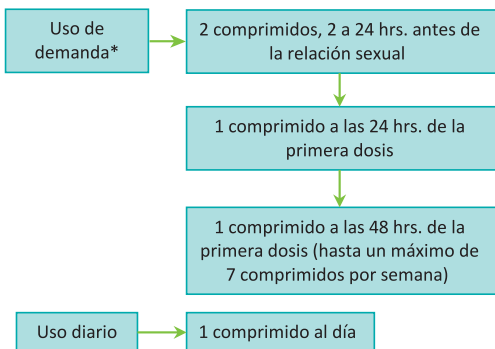 Uso de
demanda*
2 comprimidos, 2 a 24 hrs. antes de
la relación sexual
1 comprimido a las 24 hrs. de la
primera dosis
1 comprimido a las 48 hrs. de la
primera dosis (hasta un máximo de
7 comprimidos por semana)
Uso diario
1 comprimido al día